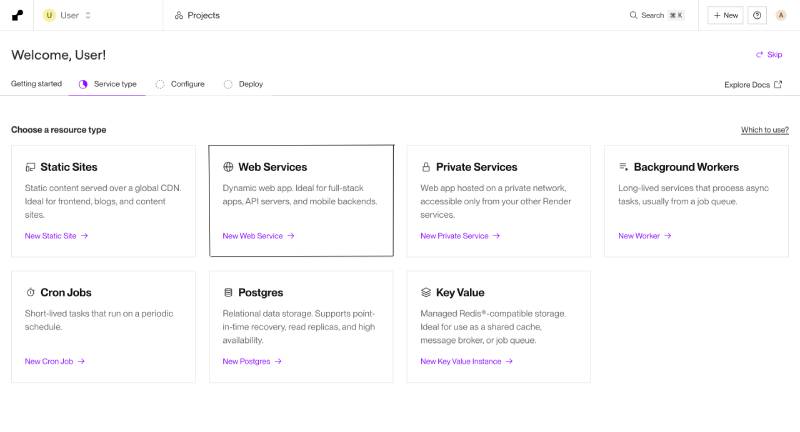 U User Projects Search ⌘ K + New A
Welcome, User! Skip
Getting started Service type Configure Deploy Explore Docs
Choose a resource type Which to use?
Static Sites
Static content served over a global CDN.
Ideal for frontend, blogs, and content
sites.
New Static Site →
Web Services
Dynamic web app. Ideal for full-stack
apps, API servers, and mobile backends.
New Web Service →
Private Services
Web app hosted on a private network,
accessible only from your other Render
services.
New Private Service →
Background Workers
Long-lived services that process async
tasks, usually from a job queue.
New Worker →
Cron Jobs
Short-lived tasks that run on a periodic
schedule.
New Cron Job →
Postgres
Relational data storage. Supports point-
in-time recovery, read replicas, and high
availability.
New Postgres →
Key Value
Managed Redis®-compatible storage.
Ideal for use as a shared cache,
message broker, or job queue.
New Key Value Instance →